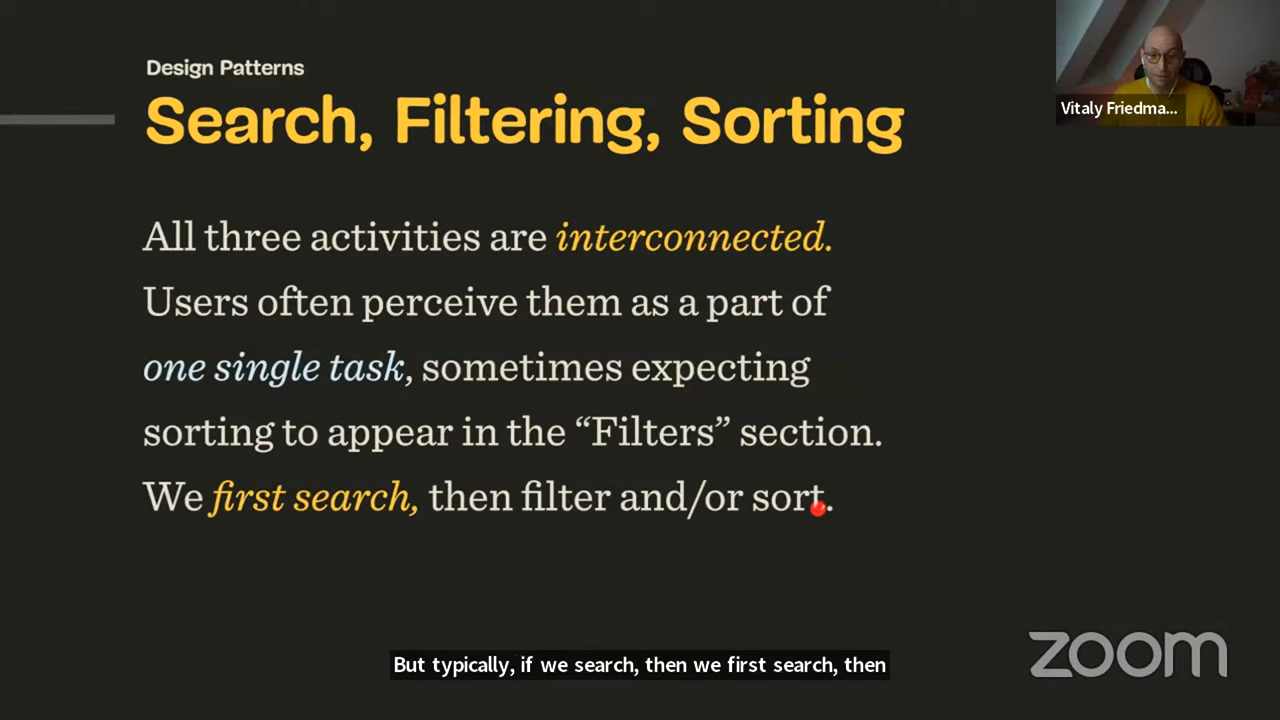 Design Patterns
Search, Filtering, Sorting
Vitaly Friedma...
All three activities are interconnected.
Users often perceive them as a part of
one single task, sometimes expecting
sorting to appear in the “Filters” section.
We first search, then filter and/or sort.
zoom
But typically, if we search, then we first search, then